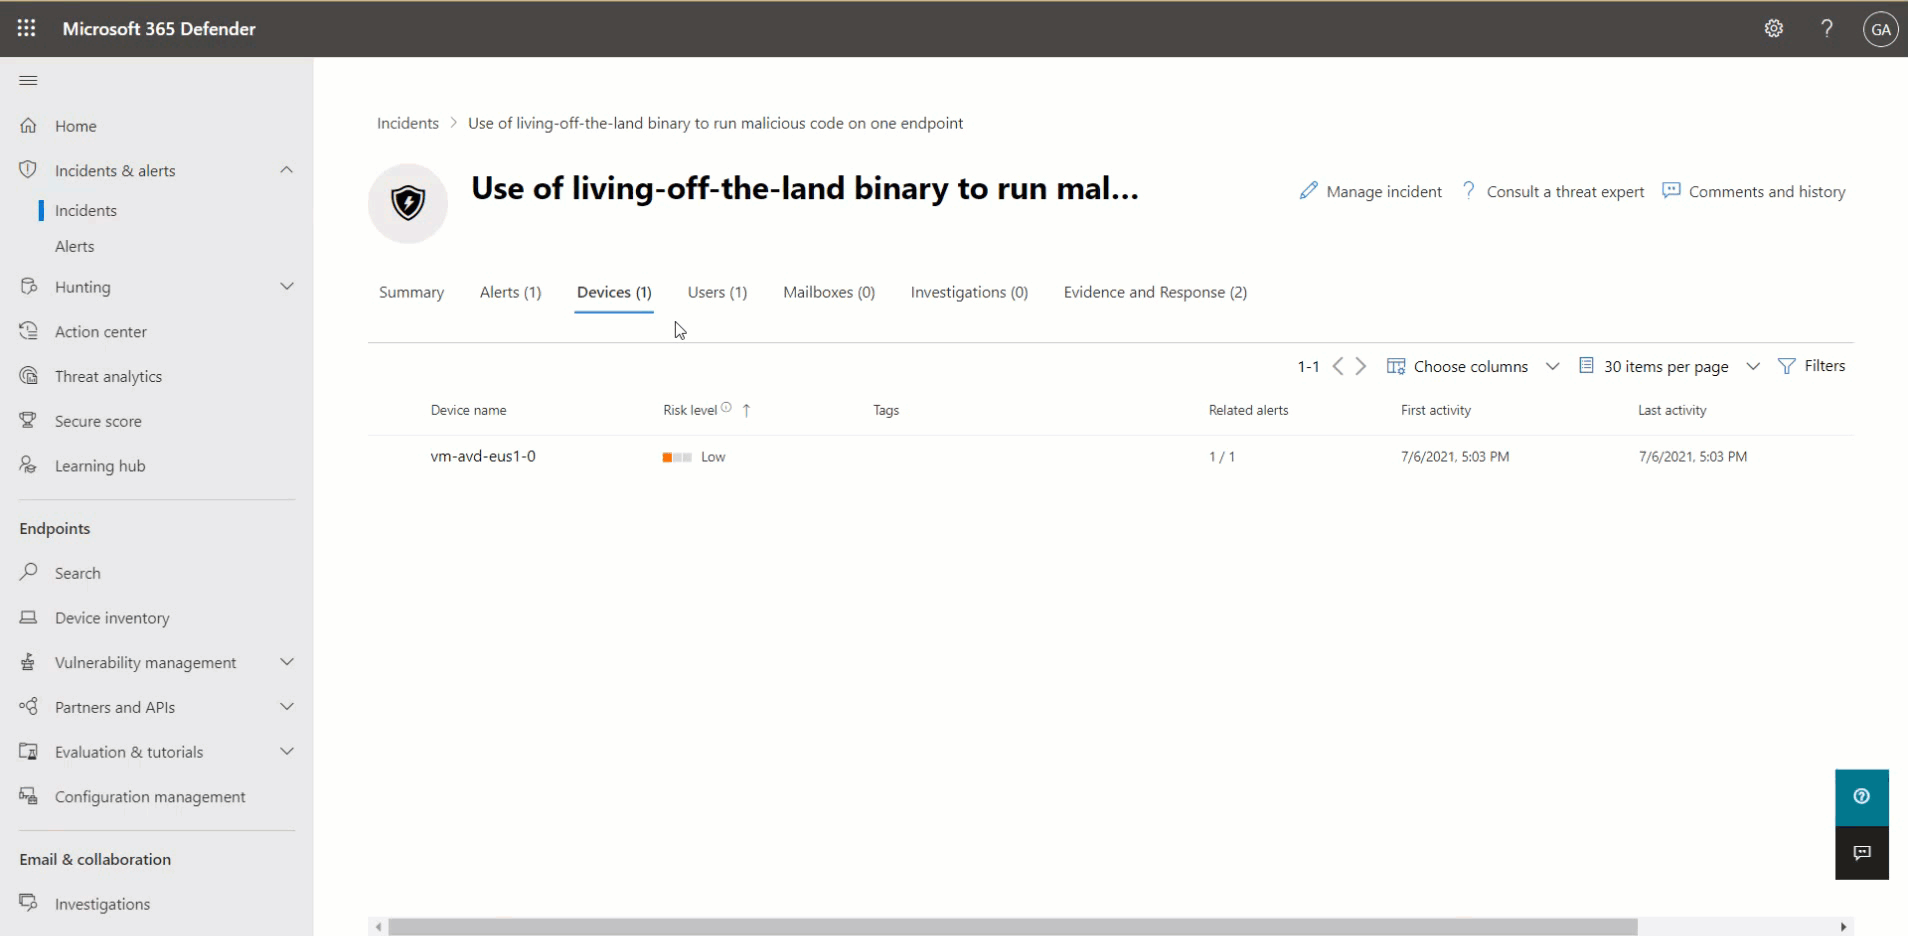 Microsoft 365 Defender
?
GA
Home
Incidents & alerts
Incidents
Alerts
Hunting
Action center
Threat analytics
Secure score
Learning hub
Endpoints
Search
Device inventory
Vulnerability management
Partners and APIs
Evaluation & tutorials
Configuration management
Email & collaboration
Investigations
Incidents > Use of living-off-the-land binary to run malicious code on one endpoint
Use of living-off-the-land binary to run mal...
Manage incident ? Consult a threat expert Comments and history
Summary Alerts (1) Devices (1) Users (1) Mailboxes (0) Investigations (0) Evidence and Response (2)
1-1 Choose columns 30 items per page Filters
Device name Risk level Tags Related alerts First activity Last activity
vm-avd-eus1-0 Low 1 / 1 7/6/2021, 5:03 PM 7/6/2021, 5:03 PM